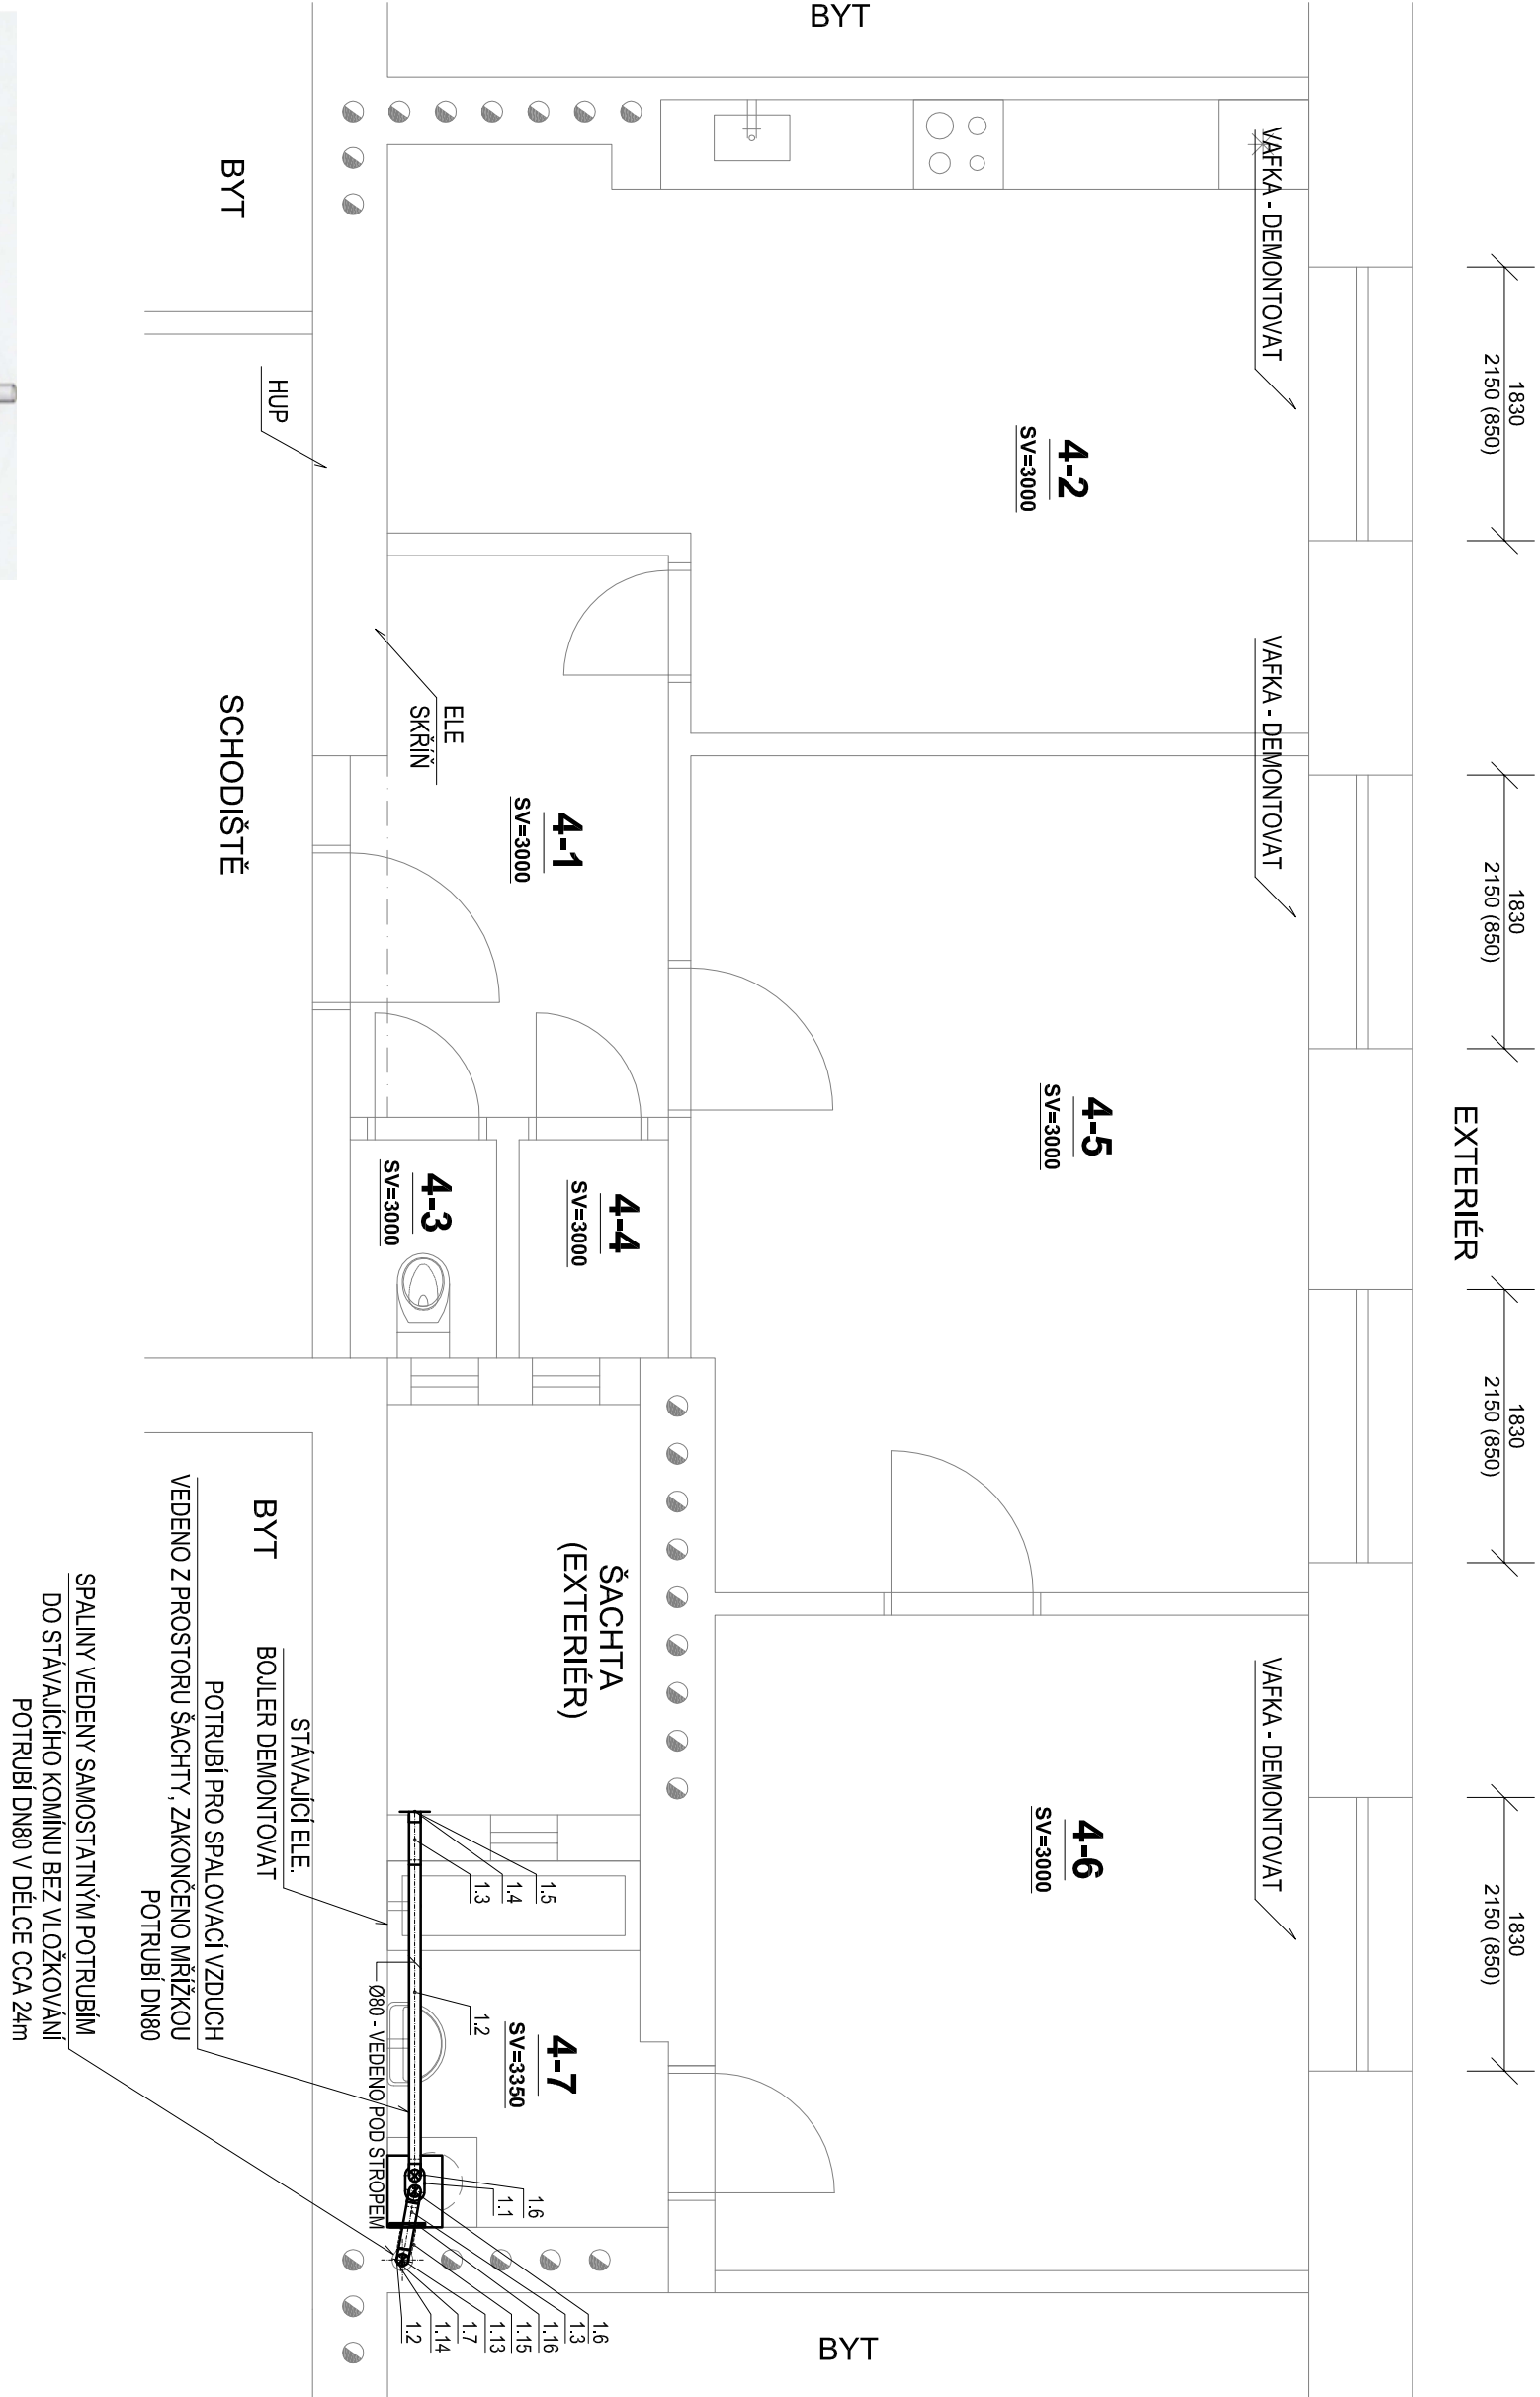 EXTERIÉR
1830
2150 (850)
1830
2150 (850)
1830
2150 (850)
1830
2150 (850)
VAFKA - DEMONTOVAT
VAFKA - DEMONTOVAT
VAFKA - DEMONTOVAT
BYT
4-2
SV=3000
4-5
SV=3000
4-6
SV=3000
BYT
4-1
SV=3000
4-4
SV=3000
4-3
SV=3000
ŠACHTA
(EXTERIÉR)
4-7
SV=3350
1.5
1.4
1.3
1.2
1.6
1.1
Ø80 - VEDENO POD STROPEM
1.6
1.3
1.16
1.15
1.13
1.7
1.14
1.2
ELE
SKŘÍŇ
HUP
BYT
SCHODIŠTĚ
BYT
STÁVAJÍCÍ ELE.
BOJLER DEMONTOVAT
POTRUBÍ PRO SPALOVACÍ VZDUCH
VEDENO Z PROSTORU ŠACHTY, ZAKONČENO MŘÍŽKOU
POTRUBÍ DN80
SPALINY VEDENY SAMOSTATNÝM POTRUBÍM
DO STÁVAJÍCÍHO KOMÍNU BEZ VLOŽKOVÁNÍ
POTRUBÍ DN80 V DÉLCE CCA 24m